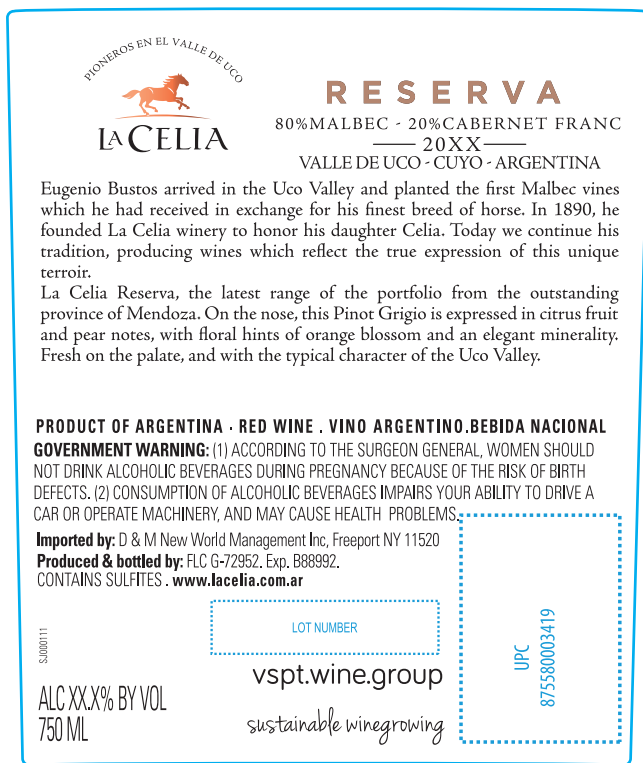 PIONEROS EN EL VALLE DE UCO
LA CELIA
RESERVA
80%MALBEC - 20%CABERNET FRANC
20XX
VALLE DE UCO - CUYO - ARGENTINA
Eugenio Bustos arrived in the Uco Valley and planted the first Malbec vines
which he had received in exchange for his finest breed of horse. In 1890, he
founded La Celia winery to honor his daughter Celia. Today we continue his
tradition, producing wines which reflect the true expression of this unique
terroir.
La Celia Reserva, the latest range of the portfolio from the outstanding
province of Mendoza. On the nose, this Pinot Grigio is expressed in citrus fruit
and pear notes, with floral hints of orange blossom and an elegant minerality.
Fresh on the palate, and with the typical character of the Uco Valley.
PRODUCT OF ARGENTINA · RED WINE . VINO ARGENTINO.BEBIDA NACIONAL
GOVERNMENT WARNING: (1) ACCORDING TO THE SURGEON GENERAL, WOMEN SHOULD
NOT DRINK ALCOHOLIC BEVERAGES DURING PREGNANCY BECAUSE OF THE RISK OF BIRTH
DEFECTS. (2) CONSUMPTION OF ALCOHOLIC BEVERAGES IMPAIRS YOUR ABILITY TO DRIVE A
CAR OR OPERATE MACHINERY, AND MAY CAUSE HEALTH PROBLEMS.
Imported by: D & M New World Management Inc, Freeport NY 11520
Produced & bottled by: FLC G-72952. Exp. B88992.
CONTAINS SULFITES . www.lacelia.com.ar
LOT NUMBER
SJ000111
UPC
875580003419
vspt.wine.group
ALC XX.X% BY VOL
750 ML
sustainable winegrowing